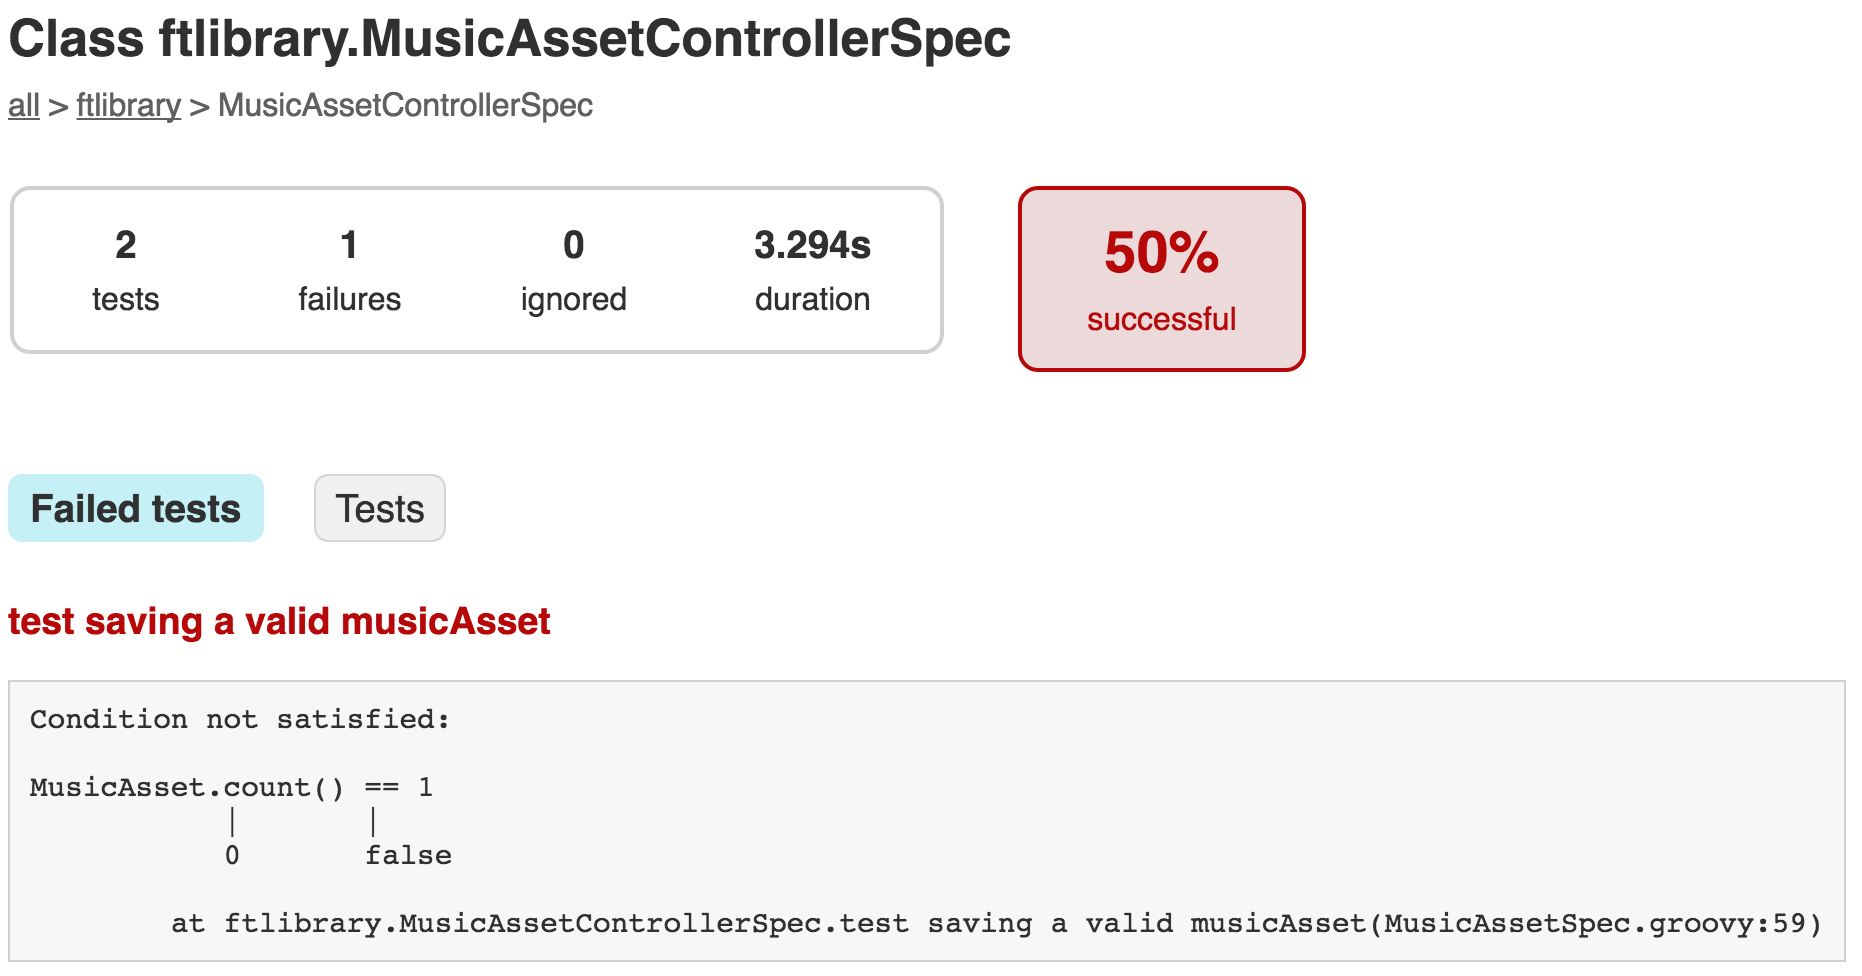 Class ftlibrary.MusicAssetControllerSpec
all > ftlibrary > MusicAssetControllerSpec
2 1 0 3.294s
tests failures ignored duration
50%
successful
Failed tests Tests
test saving a valid musicAsset
Condition not satisfied:
MusicAsset.count() == 1
| |
0 false
at ftlibrary.MusicAssetControllerSpec.test saving a valid musicAsset(MusicAssetSpec.groovy:59)